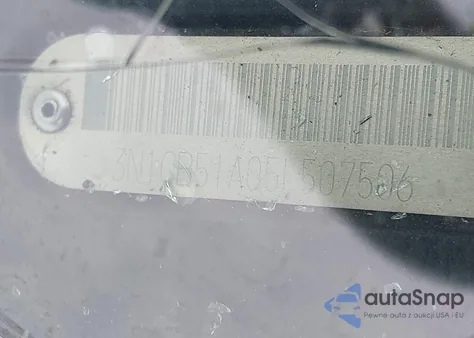 3N1CB51A05L507506
autaSnap
Pewne auta z aukcji USA - EU